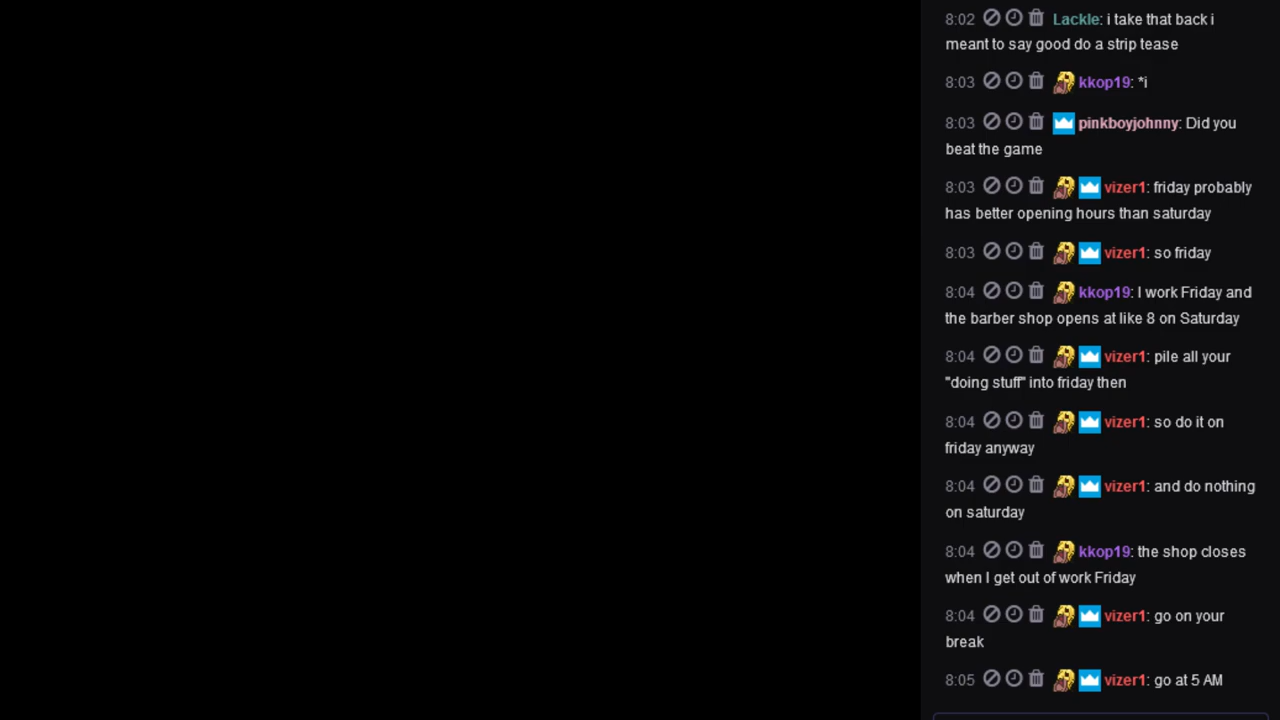 8:02 Lackle: i take that back i
meant to say good do a strip tease
8:03 kkop19: *i
8:03 pinkboyjohnny: Did you
beat the game
8:03 vizer1: friday probably
has better opening hours than saturday
8:03 vizer1: so friday
8:04 kkop19: I work Friday and
the barber shop opens at like 8 on Saturday
8:04 vizer1: pile all your
"doing stuff" into friday then
8:04 vizer1: so do it on
friday anyway
8:04 vizer1: and do nothing
on saturday
8:04 kkop19: the shop closes
when I get out of work Friday
8:04 vizer1: go on your
break
8:05 vizer1: go at 5 AM